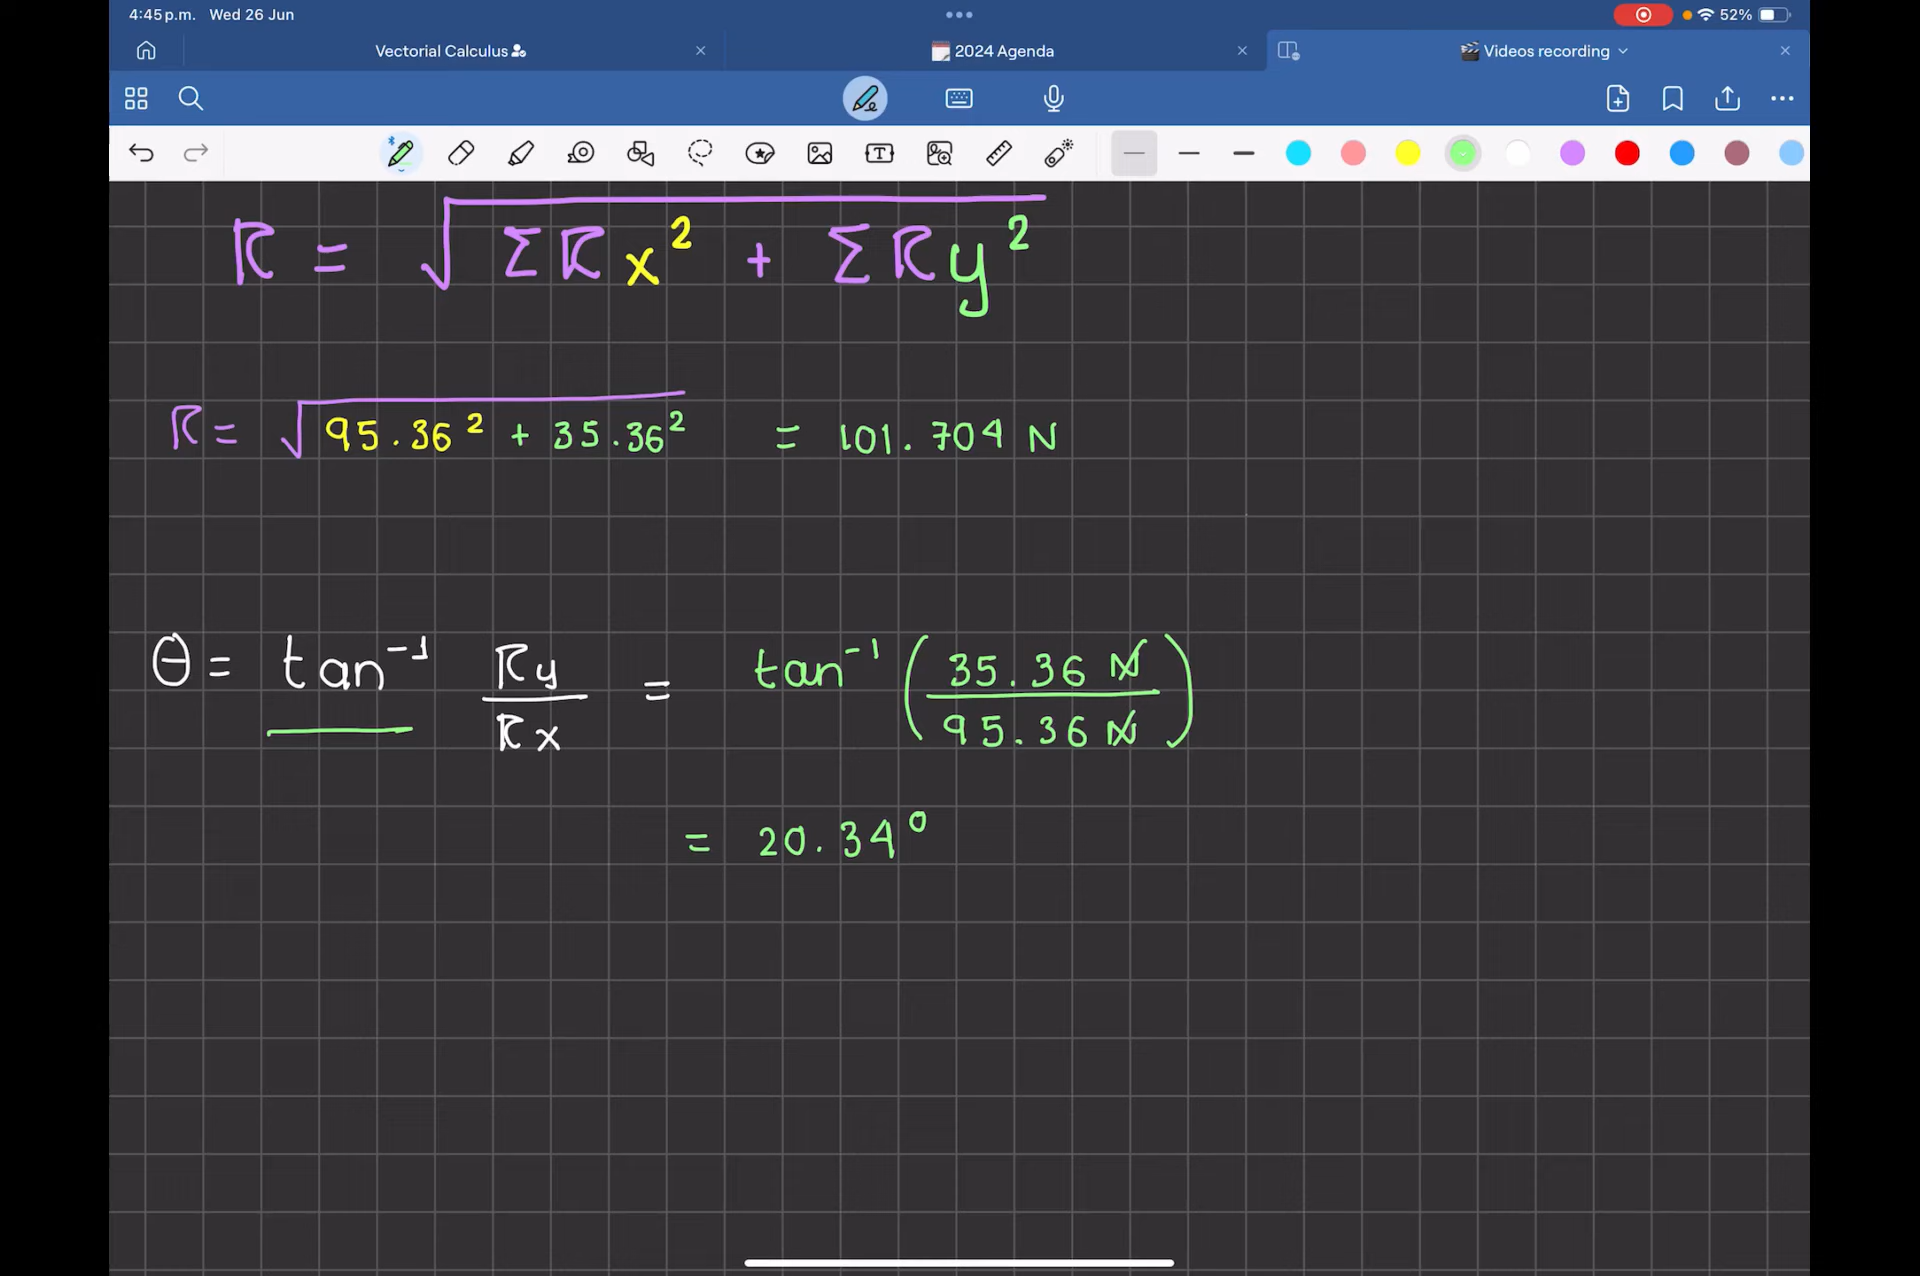 4:45 p.m. Wed 26 Jun 52%
Vectorial Calculus 2024 Agenda Videos recording
R = √ΣRx² + ΣRy²
R = √95.36² + 35.36² = 101.704 N
θ = tan⁻¹ Ry/Rx = tan⁻¹ (35.36 N/95.36 N)
= 20.34°